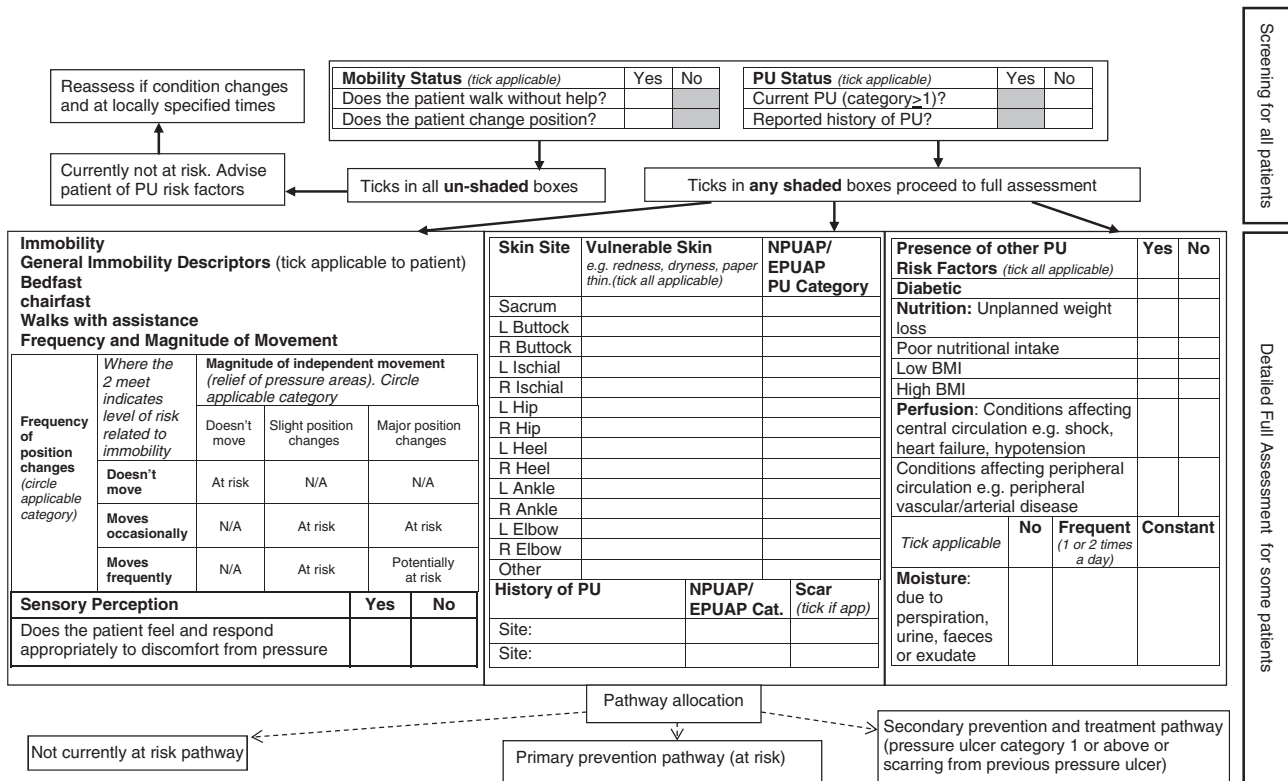 Screening for all patients
Reassess if condition changes
and at locally specified times
Mobility Status (tick applicable) Yes No
Does the patient walk without help?
Does the patient change position?
PU Status (tick applicable) Yes No
Current PU (category≥1)?
Reported history of PU?
Currently not at risk. Advise
patient of PU risk factors
Ticks in all un-shaded boxes
Ticks in any shaded boxes proceed to full assessment
Detailed Full Assessment for some patients
Immobility
General Immobility Descriptors (tick applicable to patient)
Bedfast
chairfast
Walks with assistance
Frequency and Magnitude of Movement
Frequency
of
position
changes
(circle
applicable
category)
Where the
2 meet
indicates
level of risk
related to
immobility
Magnitude of independent movement
(relief of pressure areas). Circle
applicable category
Doesn't
move
Slight position
changes
Major position
changes
Doesn't
move
At risk N/A N/A
Moves
occasionally
N/A At risk At risk
Moves
frequently
N/A At risk Potentially
at risk
Sensory Perception Yes No
Does the patient feel and respond
appropriately to discomfort from pressure
Skin Site
Vulnerable Skin
e.g. redness, dryness, paper
thin.(tick all applicable)
NPUAP/
EPUAP
PU Category
Sacrum
L Buttock
R Buttock
L Ischial
R Ischial
L Hip
R Hip
L Heel
R Heel
L Ankle
R Ankle
L Elbow
R Elbow
Other
History of PU
NPUAP/
EPUAP Cat.
Scar
(tick if app)
Site:
Site:
Presence of other PU
Risk Factors (tick all applicable)
Yes No
Diabetic
Nutrition: Unplanned weight
loss
Poor nutritional intake
Low BMI
High BMI
Perfusion: Conditions affecting
central circulation e.g. shock,
heart failure, hypotension
Conditions affecting peripheral
circulation e.g. peripheral
vascular/arterial disease
Tick applicable
No
Frequent
(1 or 2 times
a day)
Constant
Moisture:
due to
perspiration,
urine, faeces
or exudate
Pathway allocation
Not currently at risk pathway
Primary prevention pathway (at risk)
Secondary prevention and treatment pathway
(pressure ulcer category 1 or above or
scarring from previous pressure ulcer)